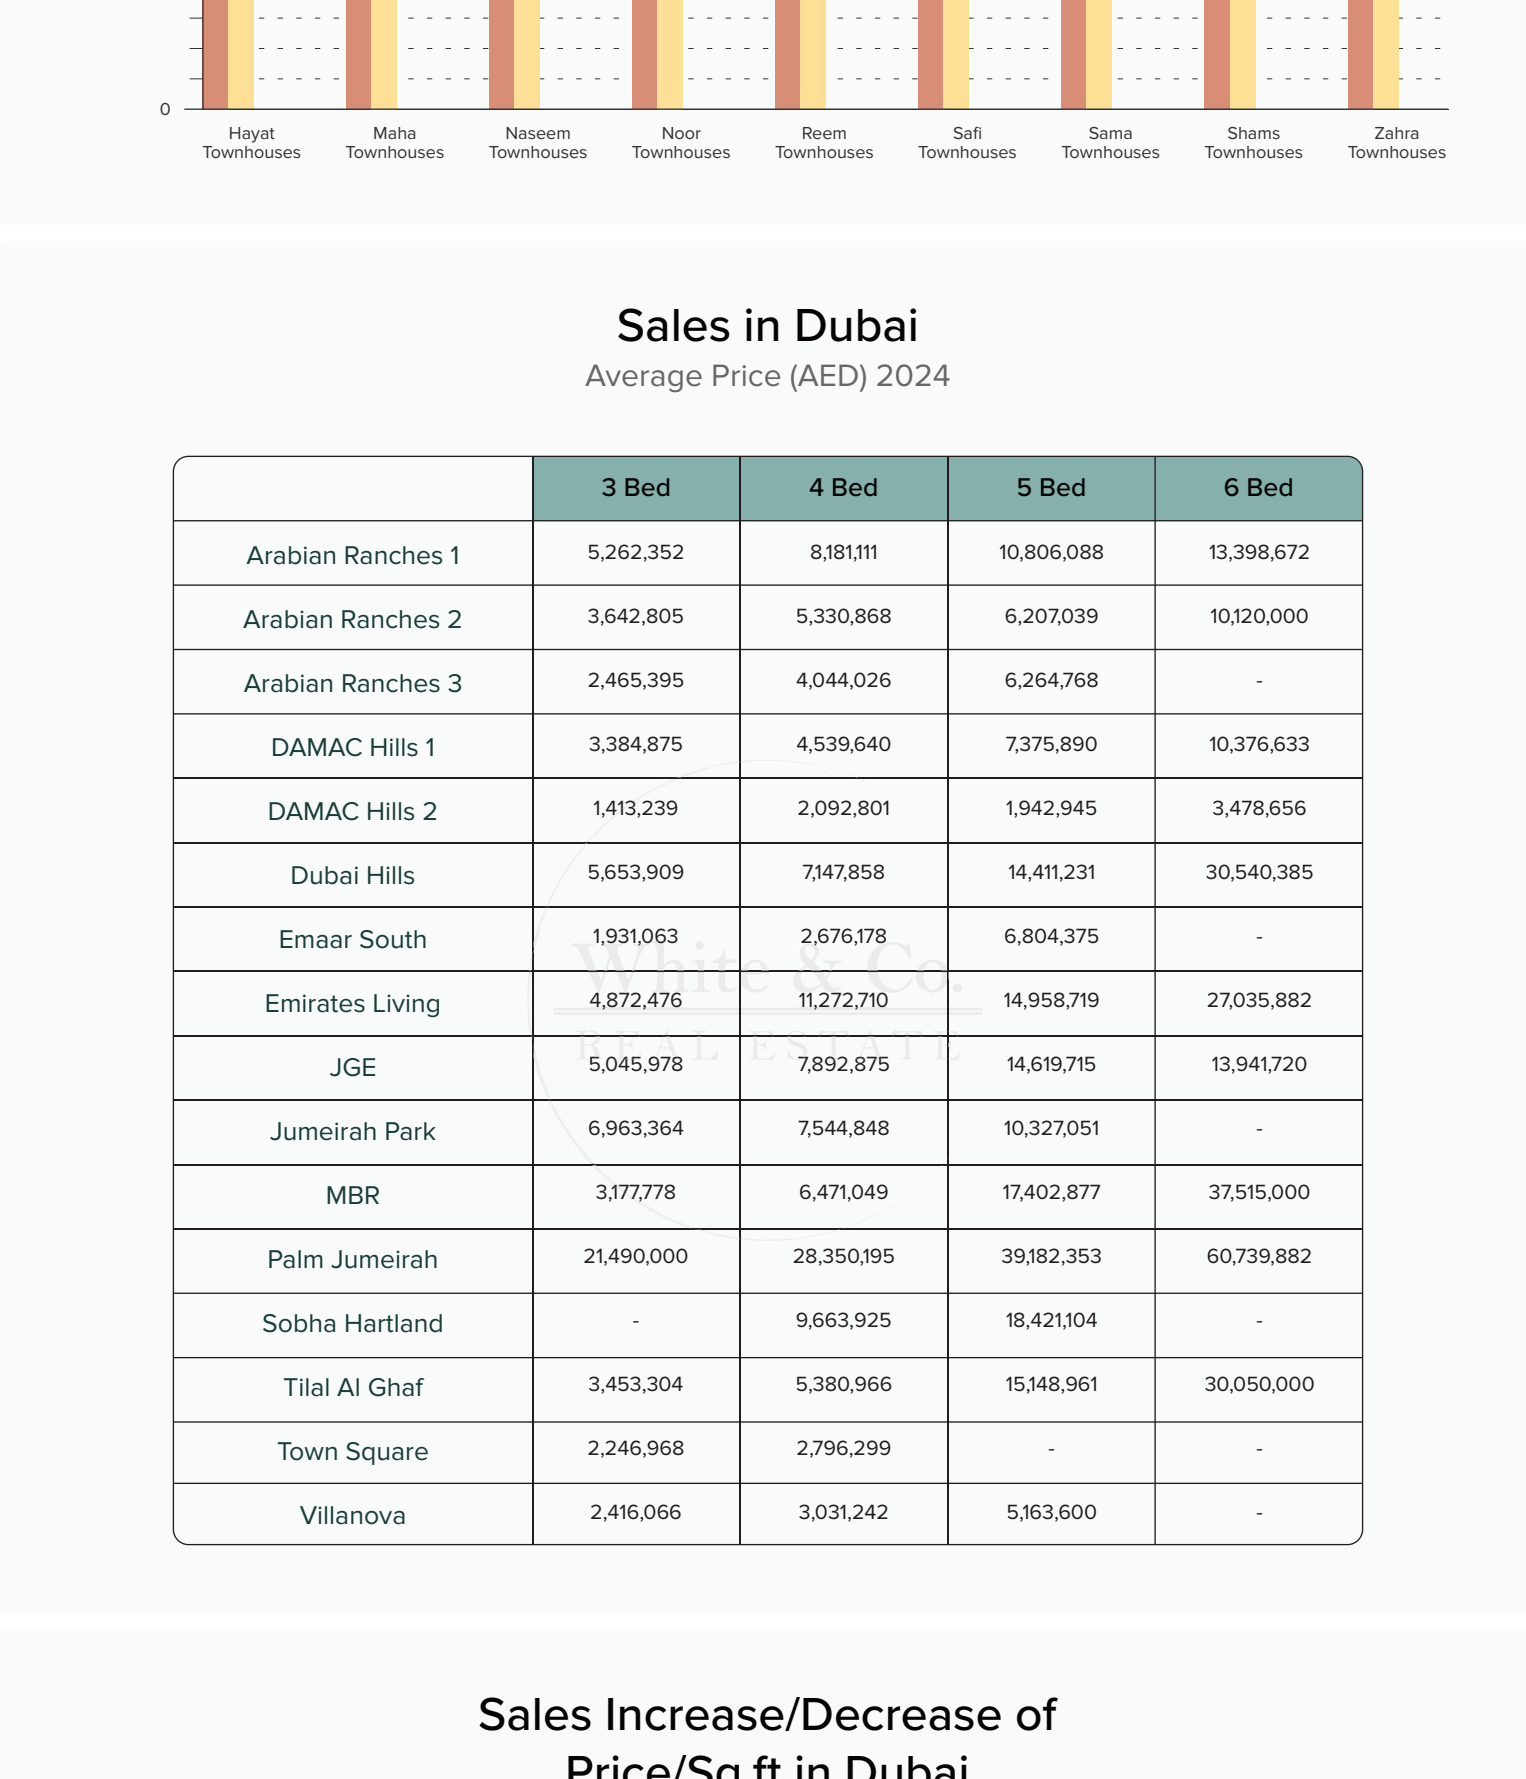 0
Hayat Maha Naseem Noor Reem Safi Sama Shams Zahra
Townhouses Townhouses Townhouses Townhouses Townhouses Townhouses Townhouses Townhouses Townhouses
Sales in Dubai
Average Price (AED) 2024
3 Bed 4 Bed 5 Bed 6 Bed
Arabian Ranches 1 5,262,352 8,181,111 10,806,088 13,398,672
Arabian Ranches 2 3,642,805 5,330,868 6,207,039 10,120,000
Arabian Ranches 3 2,465,395 4,044,026 6,264,768 -
DAMAC Hills 1 3,384,875 4,539,640 7,375,890 10,376,633
DAMAC Hills 2 1,413,239 2,092,801 1,942,945 3,478,656
Dubai Hills 5,653,909 7,147,858 14,411,231 30,540,385
Emaar South 1,931,063 2,676,178 6,804,375 -
White & Co.
Emirates Living 4,872,476 11,272,710 14,958,719 27,035,882
REAL ESTATE
JGE 5,045,978 7,892,875 14,619,715 13,941,720
Jumeirah Park 6,963,364 7,544,848 10,327,051 -
MBR 3,177,778 6,471,049 17,402,877 37,515,000
Palm Jumeirah 21,490,000 28,350,195 39,182,353 60,739,882
Sobha Hartland - 9,663,925 18,421,104 -
Tilal Al Ghaf 3,453,304 5,380,966 15,148,961 30,050,000
Town Square 2,246,968 2,796,299 - -
Villanova 2,416,066 3,031,242 5,163,600 -
Sales Increase/Decrease of
Price/Sq.ft in Dubai